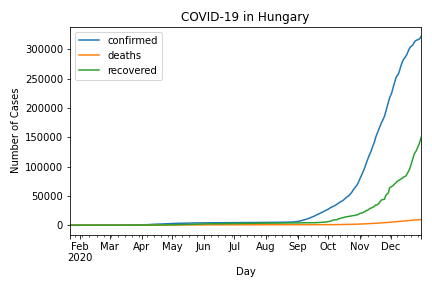 COVID-19 in Hungary
confirmed
deaths
recovered
Number of Cases
300000
250000
200000
150000
100000
50000
0
Feb Mar Apr May Jun Jul Aug Sep Oct Nov Dec
2020
Day